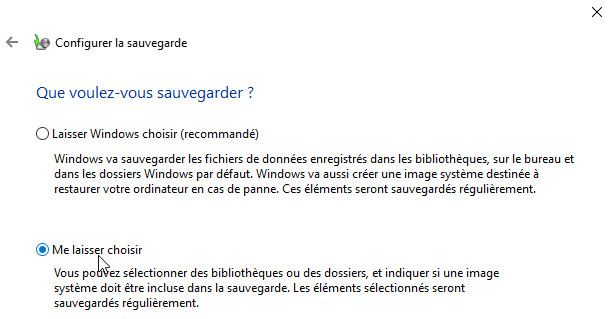 Configurer la sauvegarde
Que voulez-vous sauvegarder ?
Laisser Windows choisir (recommandé)
Windows va sauvegarder les fichiers de données enregistrés dans les bibliothèques, sur le bureau et
dans les dossiers Windows par défaut. Windows va aussi créer une image système destinée à
restaurer votre ordinateur en cas de panne. Ces éléments seront sauvegardés régulièrement.
Me laisser choisir
Vous pouvez sélectionner des bibliothèques ou des dossiers, et indiquer si une image
système doit être incluse dans la sauvegarde. Les éléments sélectionnés seront
sauvegardés régulièrement.